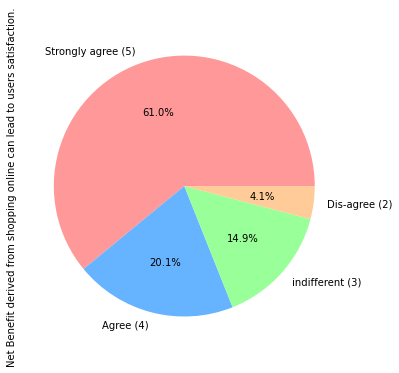 Net Benefit derived from shopping online can lead to users satisfaction.
Strongly agree (5)
61.0%
4.1%
Dis-agree (2)
14.9%
20.1%
indifferent (3)
Agree (4)